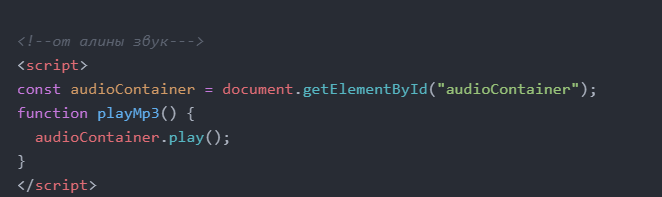 <!--от алины звук--->
<script>
const audioContainer = document.getElementById("audioContainer");
function playMp3() {
  audioContainer.play();
}
</script>